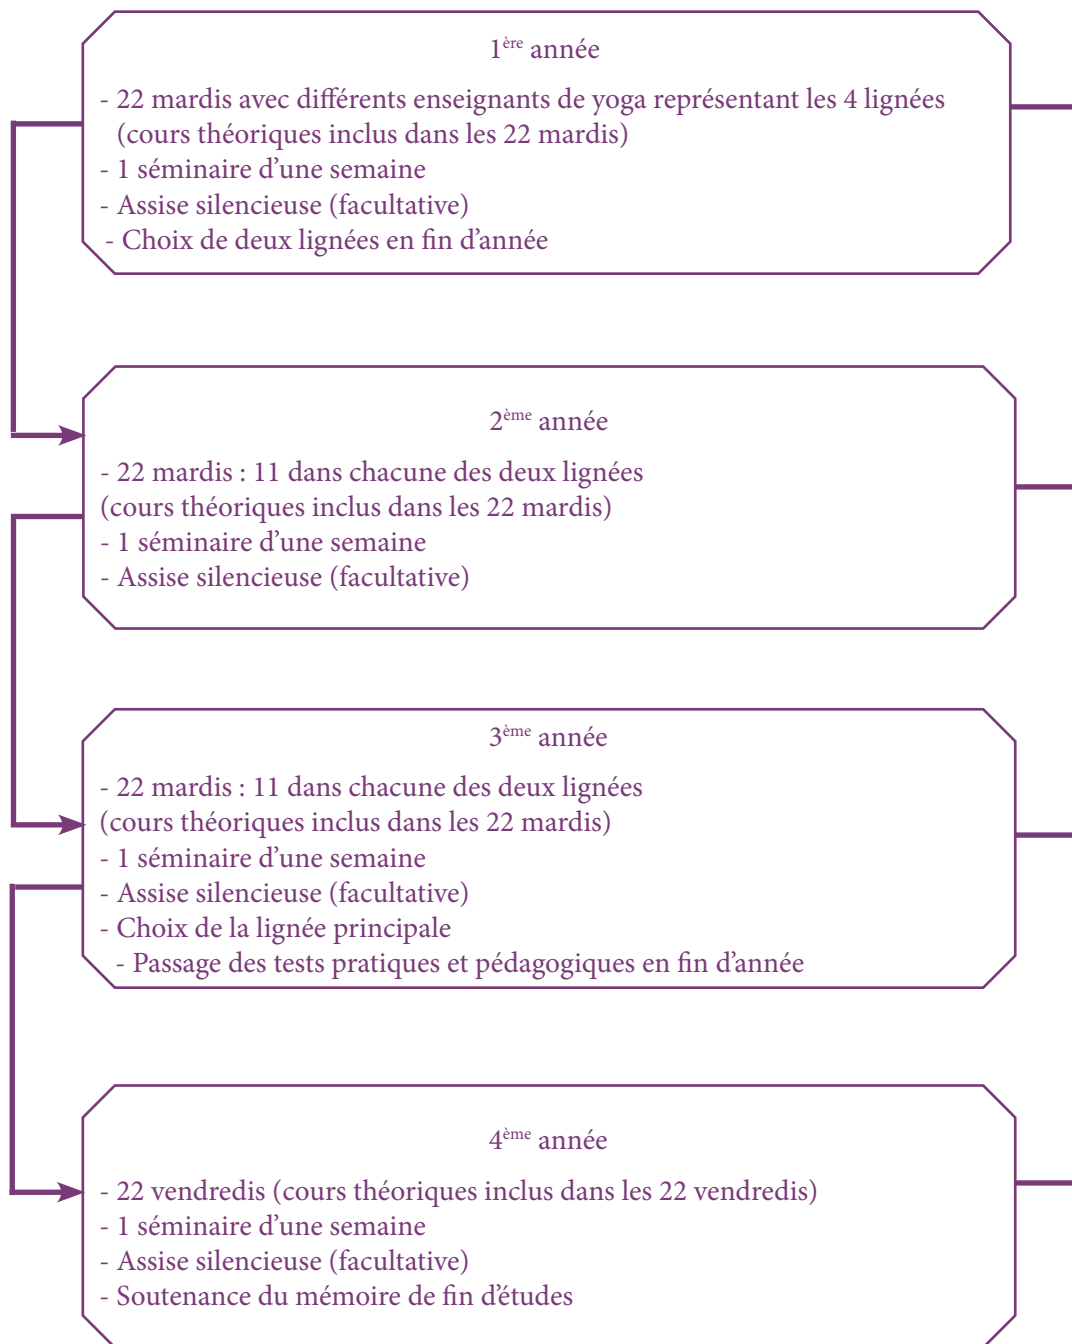 1ère année
- 22 mardis avec différents enseignants de yoga représentant les 4 lignées
(cours théoriques inclus dans les 22 mardis)
- 1 séminaire d'une semaine
- Assise silencieuse (facultative)
- Choix de deux lignées en fin d'année
2ème année
- 22 mardis : 11 dans chacune des deux lignées
(cours théoriques inclus dans les 22 mardis)
- 1 séminaire d'une semaine
- Assise silencieuse (facultative)
3ème année
- 22 mardis : 11 dans chacune des deux lignées
(cours théoriques inclus dans les 22 mardis)
- 1 séminaire d'une semaine
- Assise silencieuse (facultative)
- Choix de la lignée principale
- Passage des tests pratiques et pédagogiques en fin d'année
4ème année
- 22 vendredis (cours théoriques inclus dans les 22 vendredis)
- 1 séminaire d'une semaine
- Assise silencieuse (facultative)
- Soutenance du mémoire de fin d'études